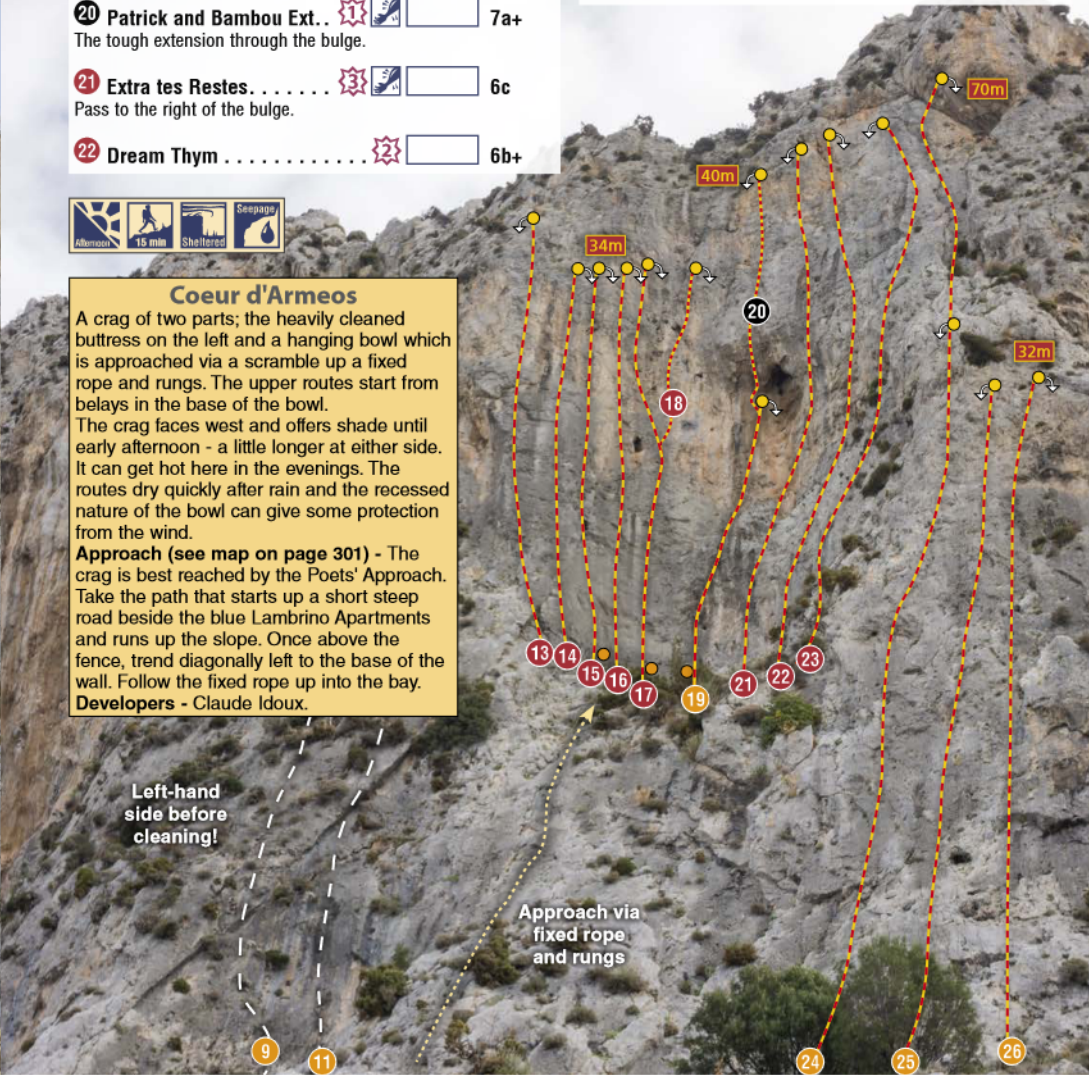 20 Patrick and Bambou Ext.. 1 7a+
The tough extension through the bulge.
21 Extra tes Restes. . . . . . . 3 6c
Pass to the right of the bulge.
22 Dream Thym . . . . . . . . . . . . 2 6b+
Afternoon 15 min Sheltered Seepage
Coeur d'Armeos
A crag of two parts; the heavily cleaned
buttress on the left and a hanging bowl which
is approached via a scramble up a fixed
rope and rungs. The upper routes start from
belays in the base of the bowl.
The crag faces west and offers shade until
early afternoon - a little longer at either side.
It can get hot here in the evenings. The
routes dry quickly after rain and the recessed
nature of the bowl can give some protection
from the wind.
Approach (see map on page 301) - The
crag is best reached by the Poets' Approach.
Take the path that starts up a short steep
road beside the blue Lambrino Apartments
and runs up the slope. Once above the
fence, trend diagonally left to the base of the
wall. Follow the fixed rope up into the bay.
Developers - Claude Idoux.
70m
40m
34m
20
32m
18
13 14 15 16 17 19 21 22 23
Left-hand
side before
cleaning!
Approach via
fixed rope
and rungs
9 11 24 25 26